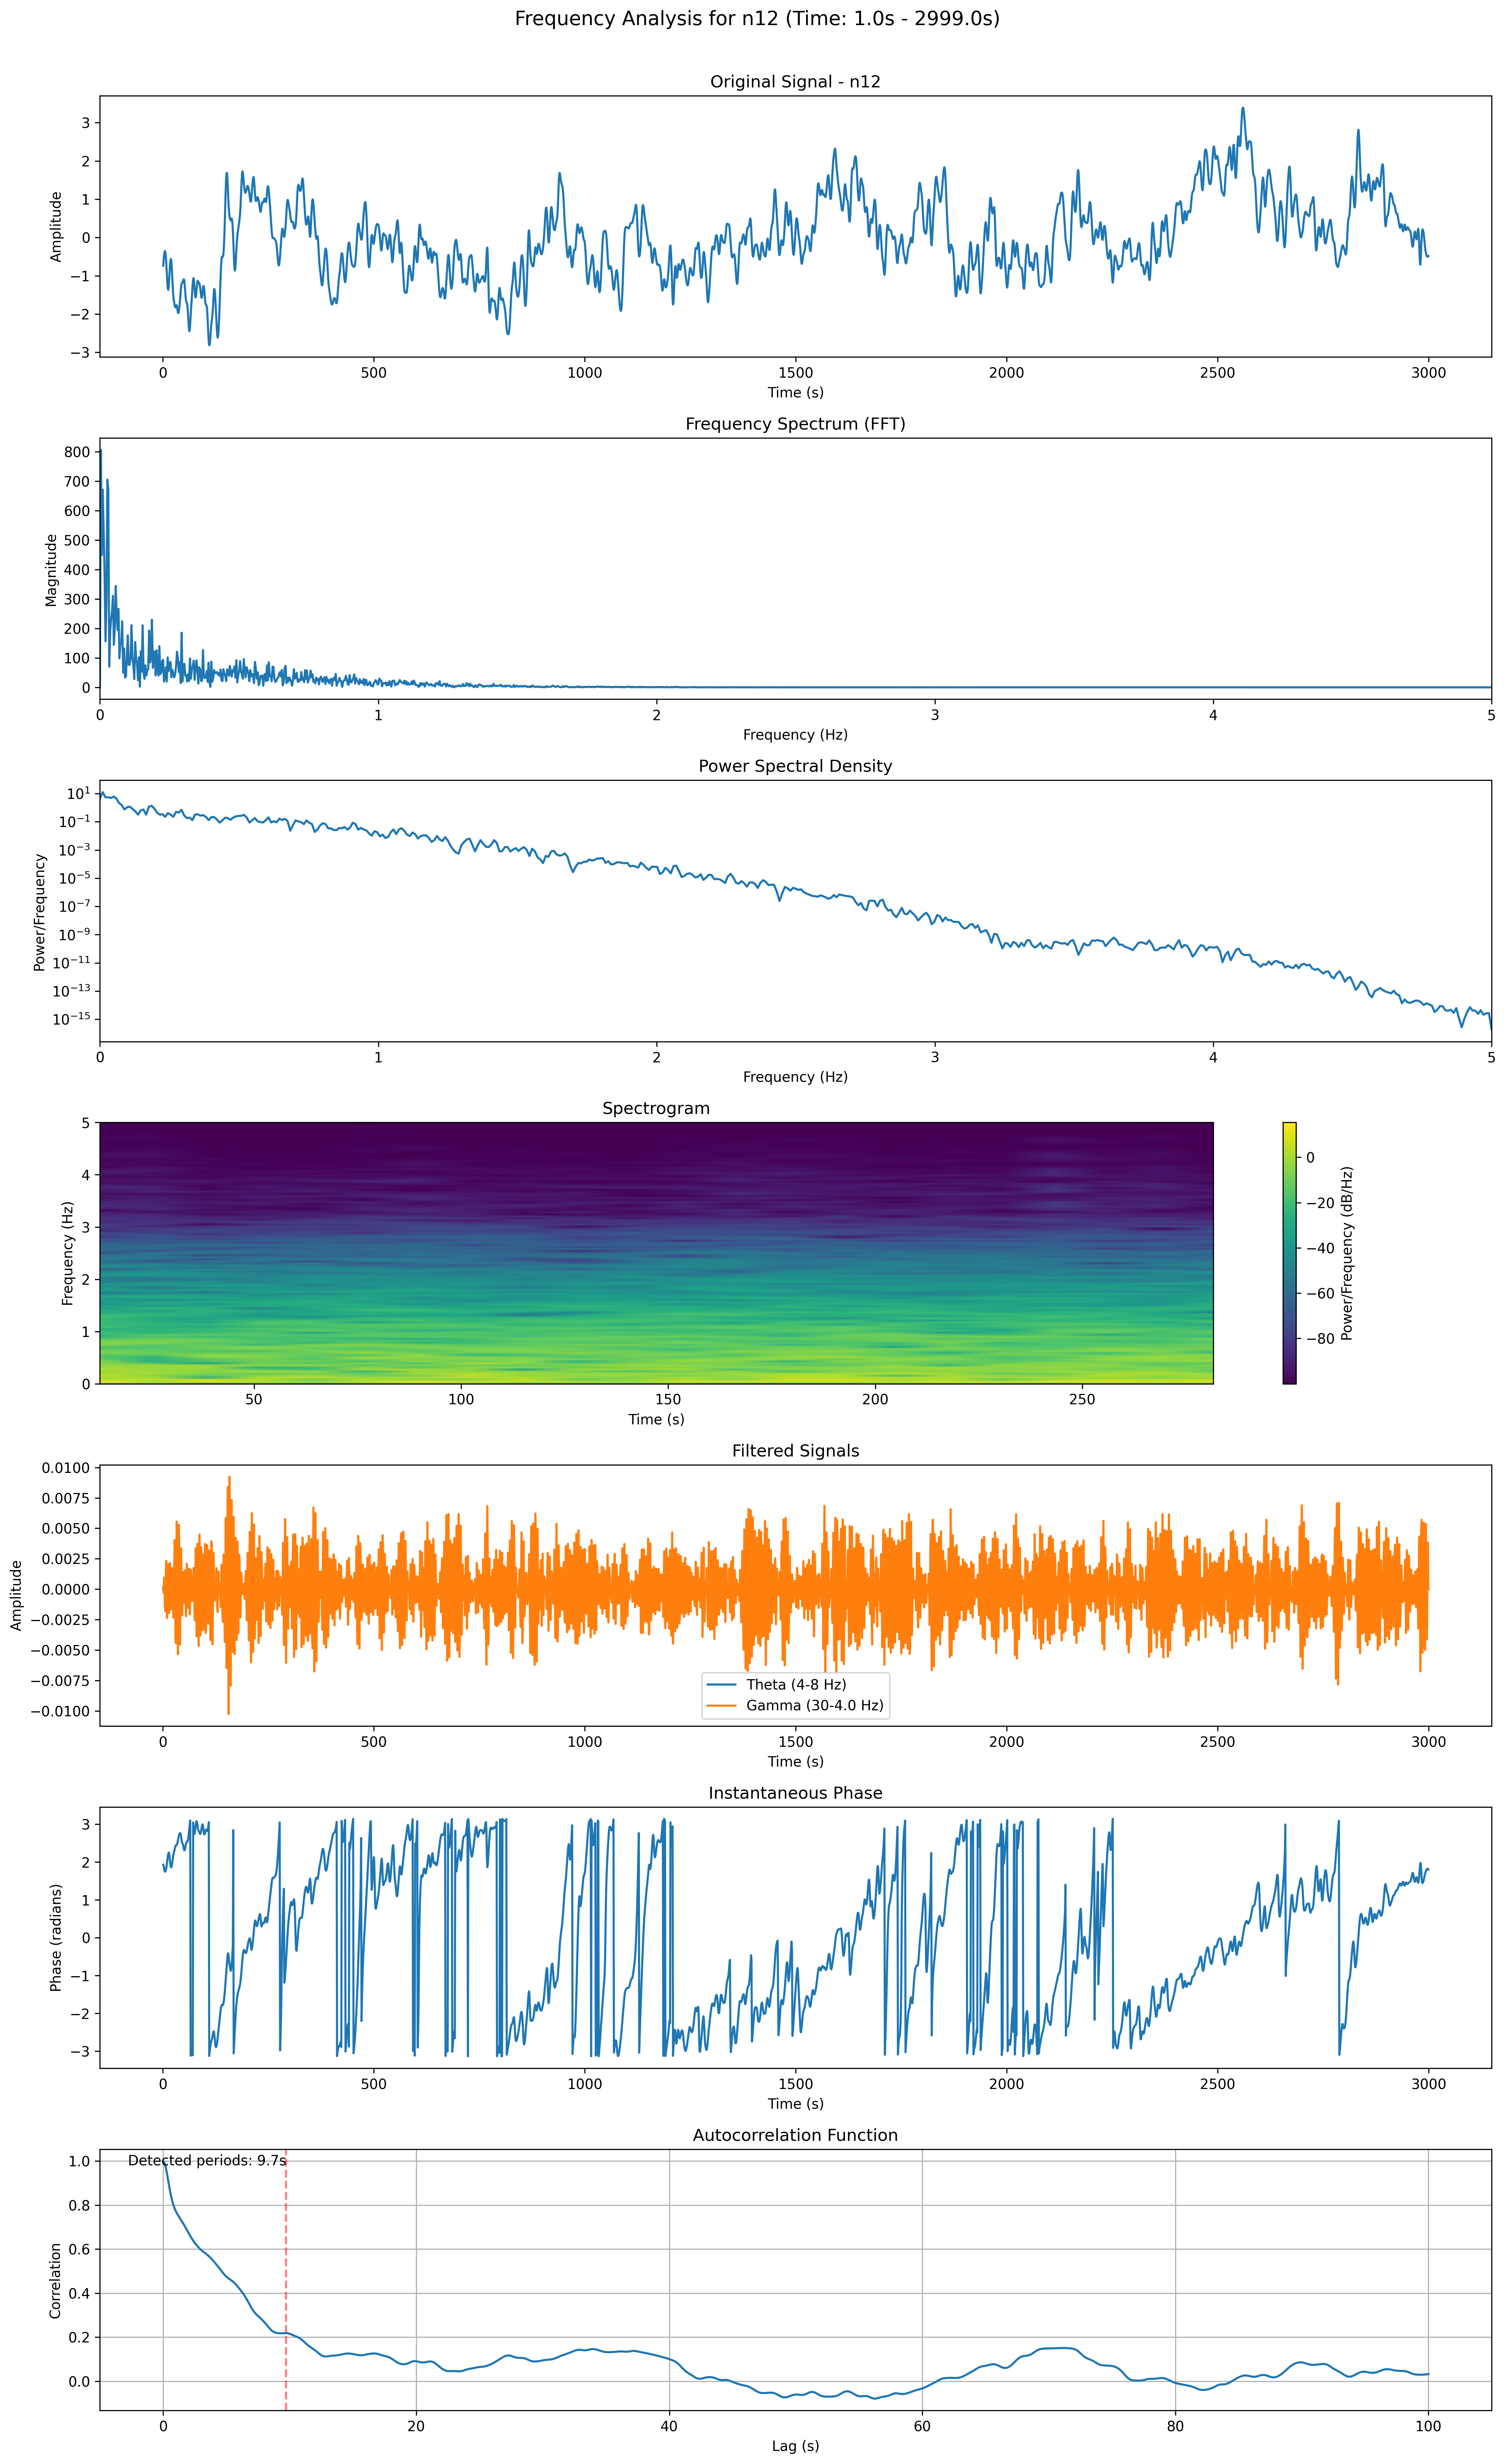 Frequency Analysis for n12 (Time: 1.0s - 2999.0s)
Original Signal - n12
Amplitude
3
2
1
0
−1
−2
−3
0 500 1000 1500 2000 2500 3000
Time (s)
Frequency Spectrum (FFT)
Magnitude
800
700
600
500
400
300
200
100
0
0 1 2 3 4 5
Frequency (Hz)
Power Spectral Density
Power/Frequency
10¹
10⁻¹
10⁻³
10⁻⁵
10⁻⁷
10⁻⁹
10⁻¹¹
10⁻¹³
10⁻¹⁵
0 1 2 3 4 5
Frequency (Hz)
Spectrogram
Frequency (Hz)
5
4
3
2
1
0
50 100 150 200 250
Time (s)
0
−20
−40
−60
−80
Power/Frequency (dB/Hz)
Filtered Signals
Amplitude
0.0100
0.0075
0.0050
0.0025
0.0000
−0.0025
−0.0050
−0.0075
−0.0100
Theta (4-8 Hz)
Gamma (30-4.0 Hz)
0 500 1000 1500 2000 2500 3000
Time (s)
Instantaneous Phase
Phase (radians)
3
2
1
0
−1
−2
−3
0 500 1000 1500 2000 2500 3000
Time (s)
Autocorrelation Function
Detected periods: 9.7s
Correlation
1.0
0.8
0.6
0.4
0.2
0.0
0 20 40 60 80 100
Lag (s)